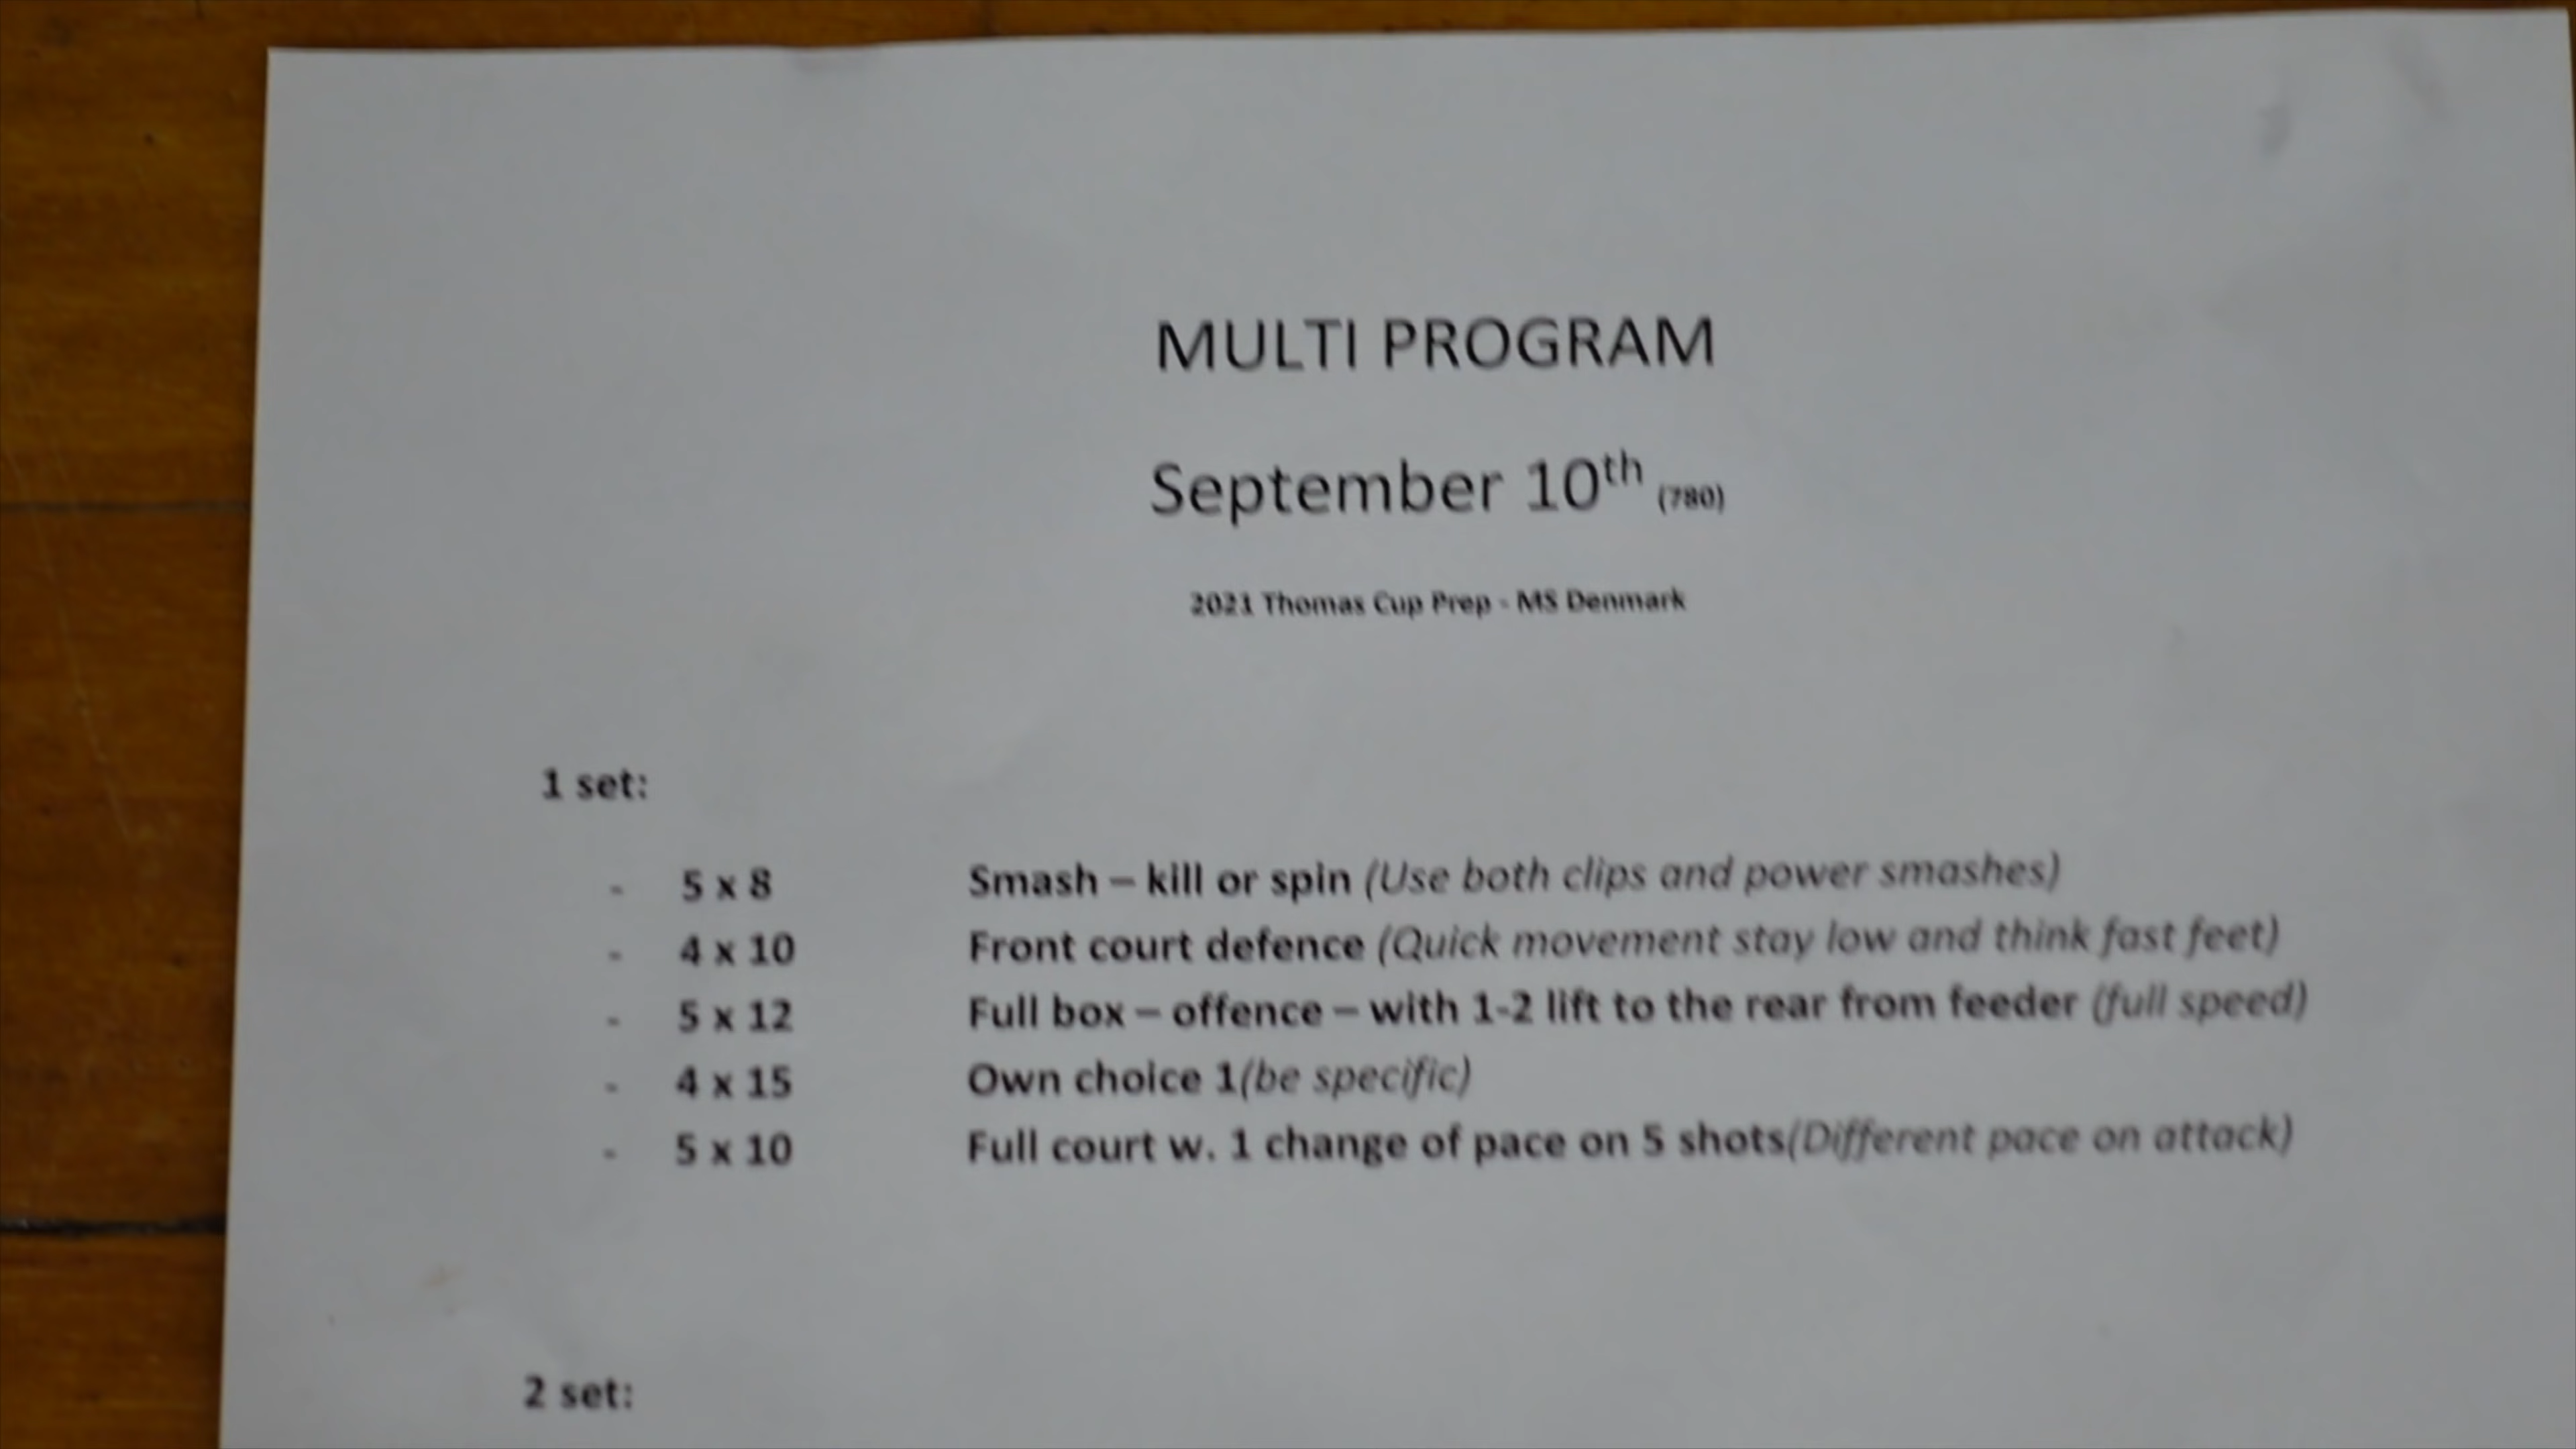 MULTI PROGRAM
September 10th (780)
2021 Thomas Cup Prep - MS Denmark
1 set:
- 5 x 8 Smash – kill or spin (Use both clips and power smashes)
- 4 x 10 Front court defence (Quick movement stay low and think fast feet)
- 5 x 12 Full box – offence – with 1-2 lift to the rear from feeder (full speed)
- 4 x 15 Own choice 1(be specific)
- 5 x 10 Full court w. 1 change of pace on 5 shots(Different pace on attack)
2 set: